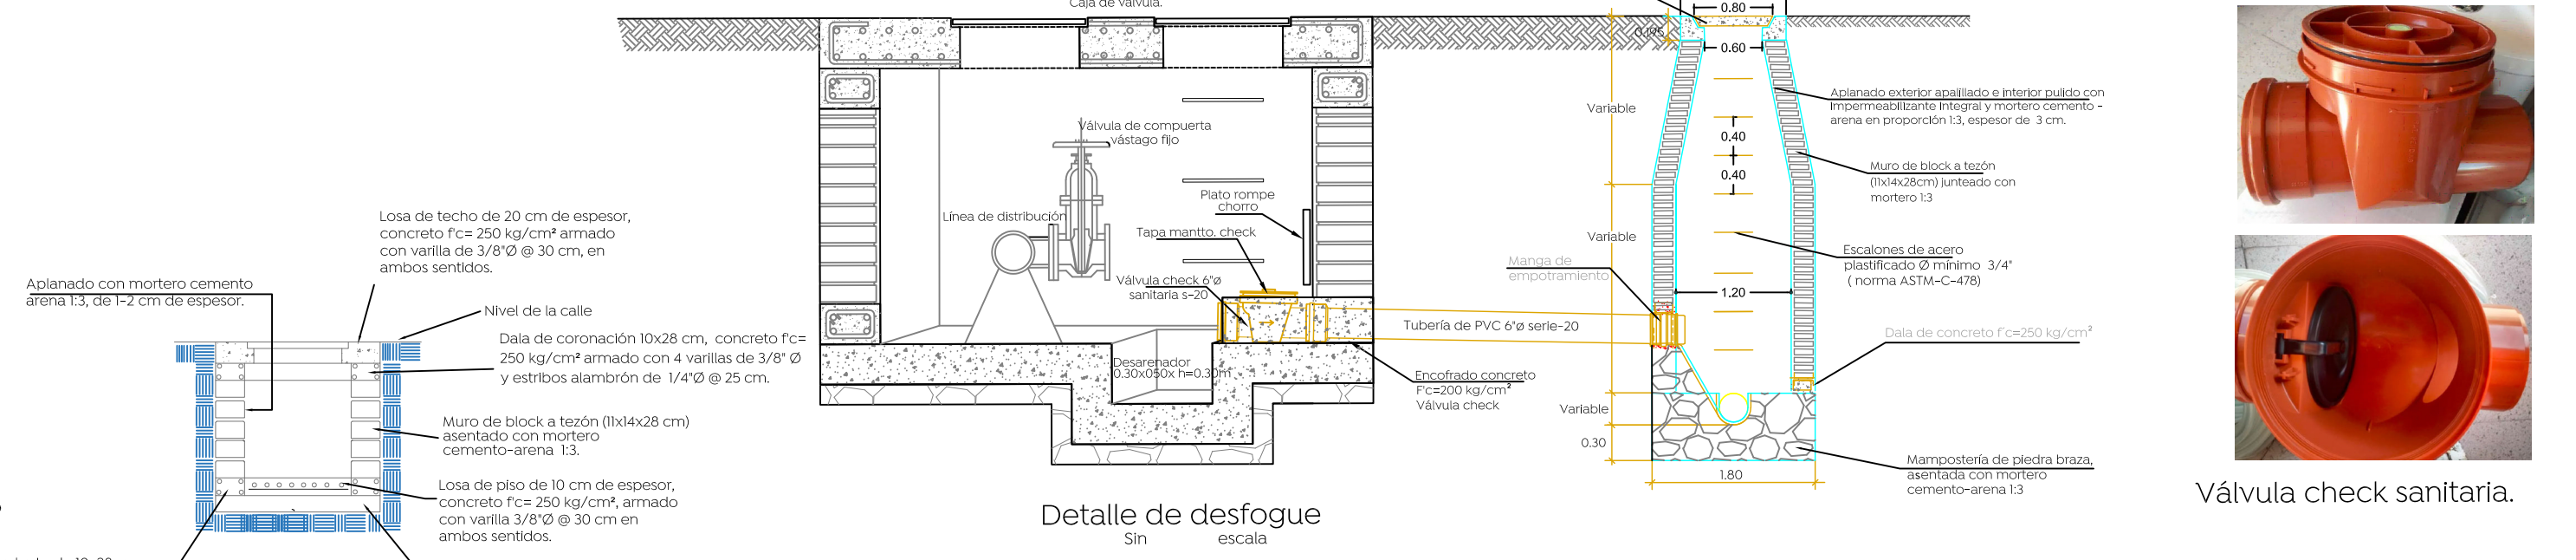 Caja de válvula.
Losa de techo de 20 cm de espesor,
concreto f'c= 250 kg/cm² armado
con varilla de 3/8"Ø @ 30 cm, en
ambos sentidos.
Aplanado con mortero cemento
arena 1:3, de 1-2 cm de espesor.
Nivel de la calle
Dala de coronación 10x28 cm, concreto f'c=
250 kg/cm² armado con 4 varillas de 3/8" Ø
y estribos alambrón de 1/4"Ø @ 25 cm.
Muro de block a tezón (11x14x28 cm)
asentado con mortero
cemento-arena 1:3.
Losa de piso de 10 cm de espesor,
concreto f'c= 250 kg/cm², armado
con varilla 3/8"Ø @ 30 cm en
ambos sentidos.
Válvula de compuerta
vástago fijo
Línea de distribución
Plato rompe
chorro
Tapa mantto. check
Válvula check 6"ø
sanitaria s-20
Desarenador
0.30x050x h=0.30m
Tubería de PVC 6"ø serie-20
Encofrado concreto
F'c=200 kg/cm²
Válvula check
Detalle de desfogue
Sin escala
Manga de
empotramiento
0.80
0.195
0.60
Variable
0.40
0.40
Variable
1.20
Variable
0.30
1.80
Aplanado exterior apalillado e interior pulido con
impermeabilizante integral y mortero cemento -
arena en proporción 1:3, espesor de 3 cm.
Muro de block a tezón
(11x14x28cm) junteado con
mortero 1:3
Escalones de acero
plastificado Ø mínimo 3/4"
( norma ASTM-C-478)
Dala de concreto f'c=250 kg/cm²
Mampostería de piedra braza,
asentada con mortero
cemento-arena 1:3
Válvula check sanitaria.